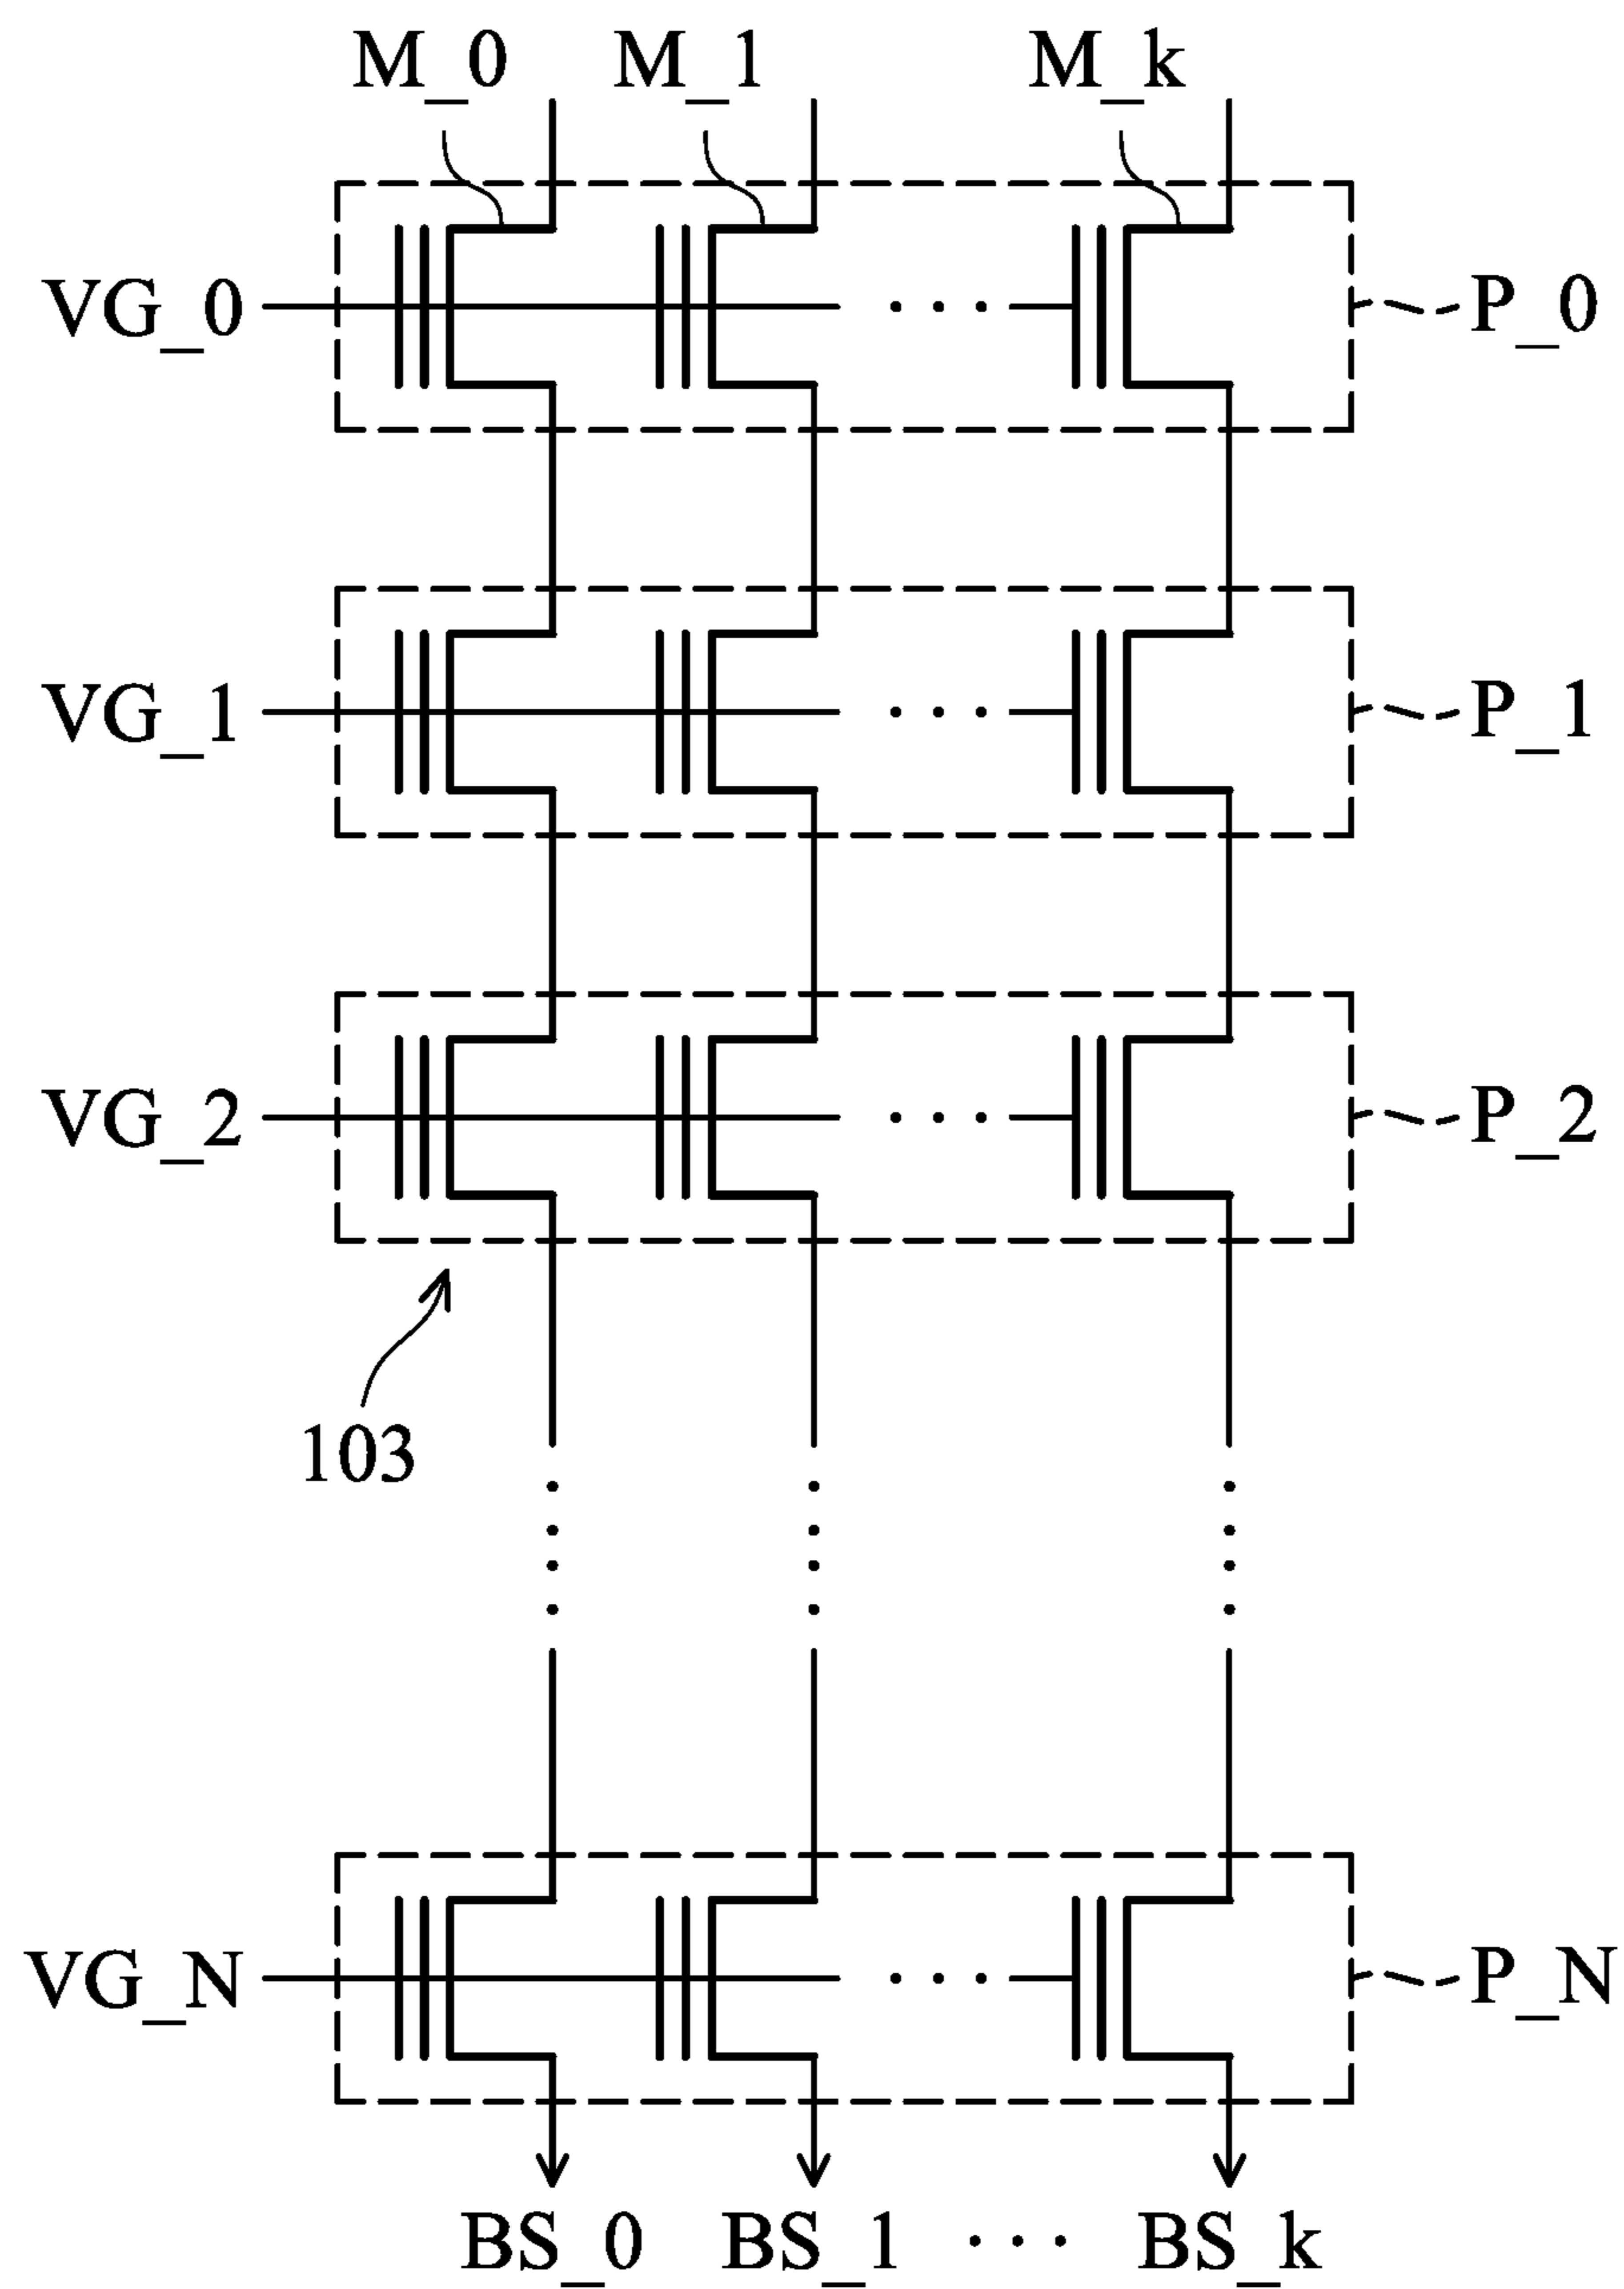 M_0 M_1 M_k
VG_0 P_0
VG_1 P_1
VG_2 P_2
103
VG_N P_N
BS_0 BS_1 ··· BS_k